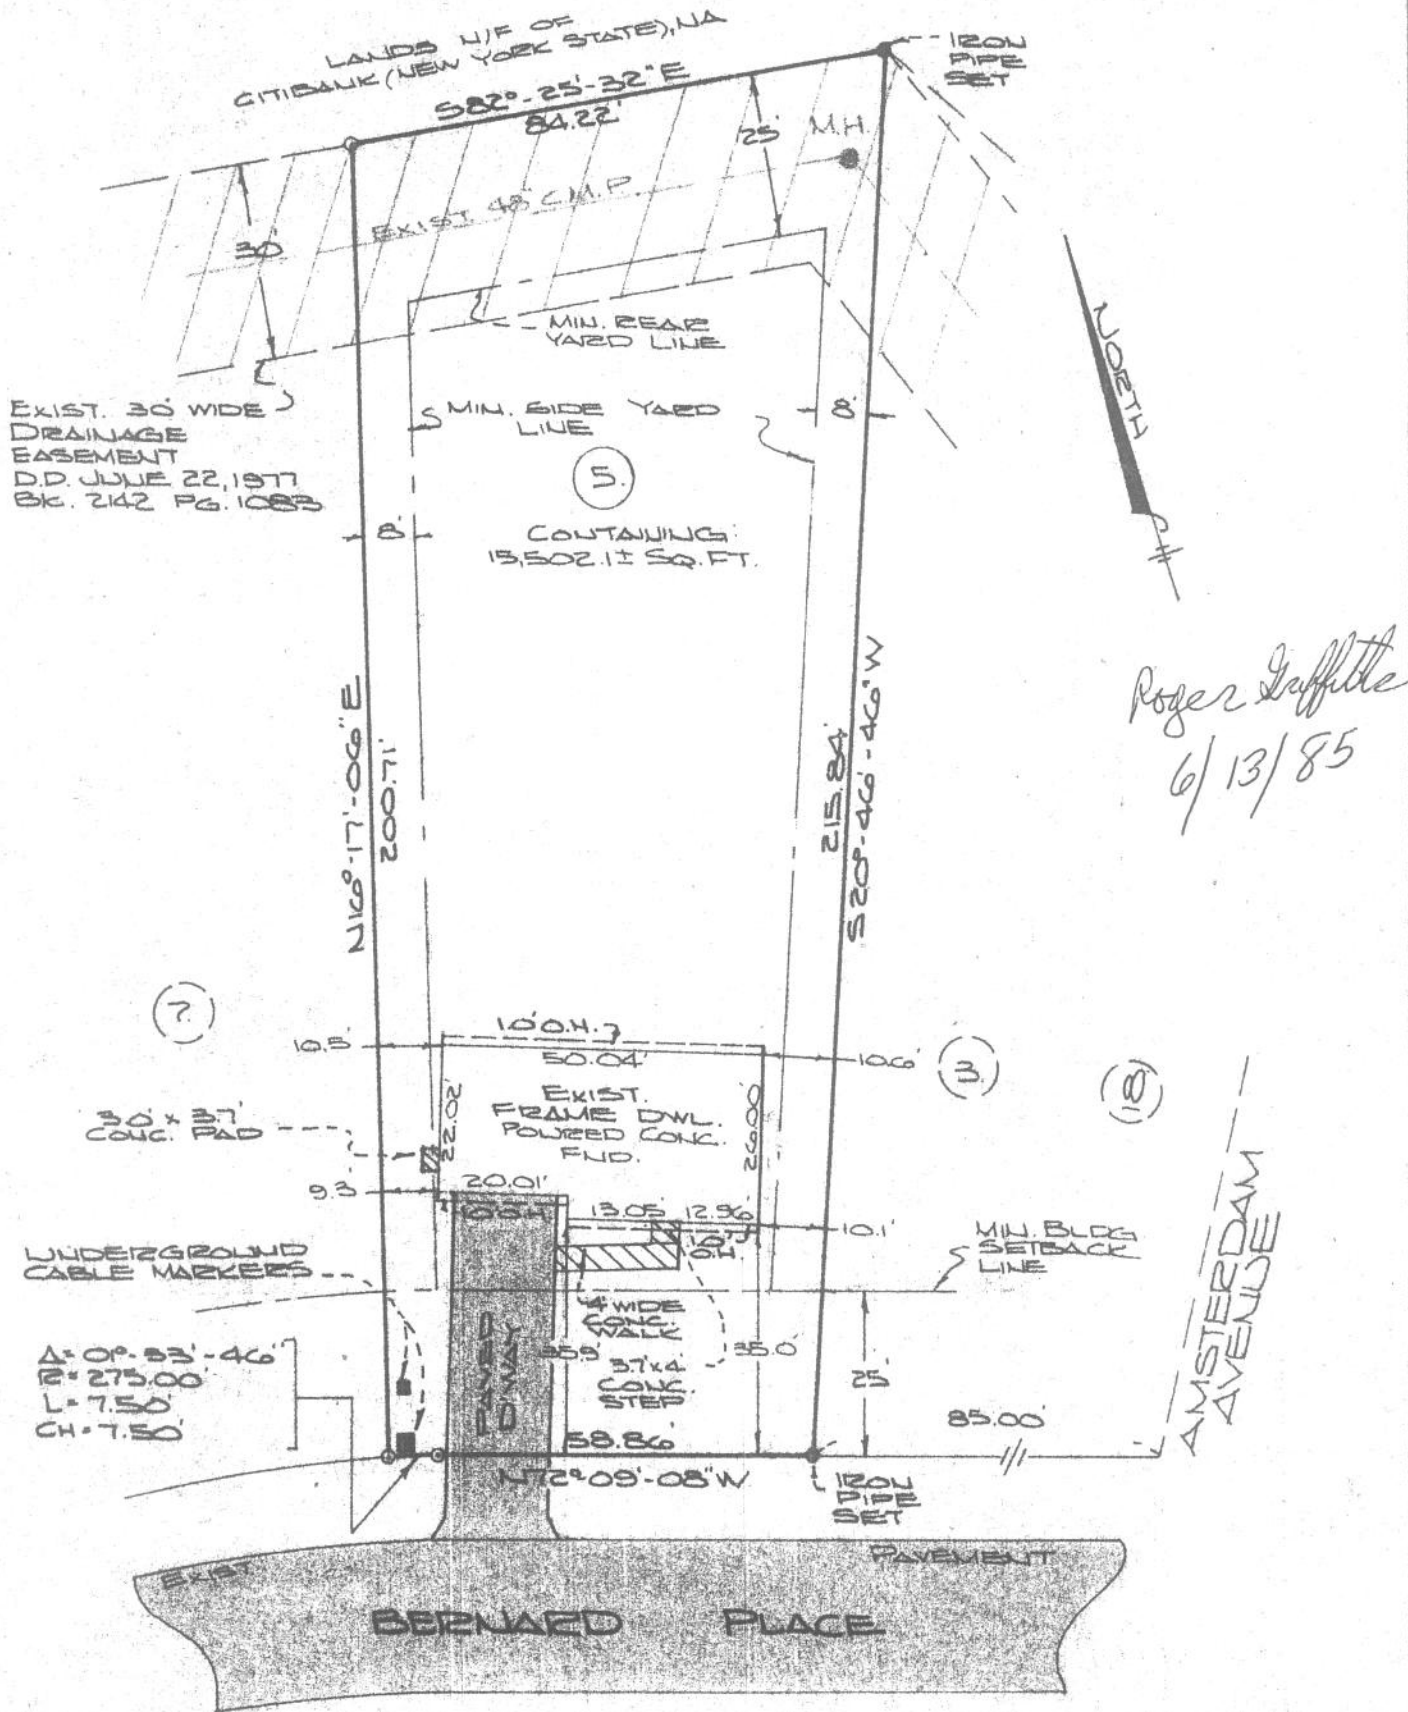 LANDS N/F OF
CITIBANK (NEW YORK STATE), NA
S82°-25'-32"E
84.22'
IRON
PIPE
SET
25'
M.H.
EXIST. 48" C.M.P.
30'
MIN. REAR
YARD LINE
NORTH
EXIST. 30' WIDE
DRAINAGE
EASEMENT
D.D. JUNE 22, 1977
BK. 2142 PG. 1083
MIN. SIDE YARD
LINE
8'
5.
8'
CONTAINING
15,502.1± SQ.FT.
N16°-17'-06"E
200.71'
215.84'
S20°-46'-46"W
Roger Griffiths
6/13/85
7.
10.5'
1.0' O.H.
50.04'
10.6'
3.
18
3.0' x 3.7'
CONC. PAD
22.02'
EXIST.
FRAME DWL.
POURED CONC.
FND.
26.00'
9.3
20.01'
1.0' O.H.
13.05' 12.96'
1.0'
O.H.
10.1'
MIN. BLDG
SETBACK
LINE
AMSTERDAM
AVENUE
UNDERGROUND
CABLE MARKERS
4' WIDE
CONC.
WALK
PAVED
D'WAY
35.9'
35.0'
3.7' x 4'
CONC.
STEP
25'
Δ= 01°-33'-46"
R= 275.00'
L= 7.50'
CH= 7.50'
58.86'
N72°09'-08"W
85.00'
IRON
PIPE
SET
EXIST
PAVEMENT
BERNARD PLACE